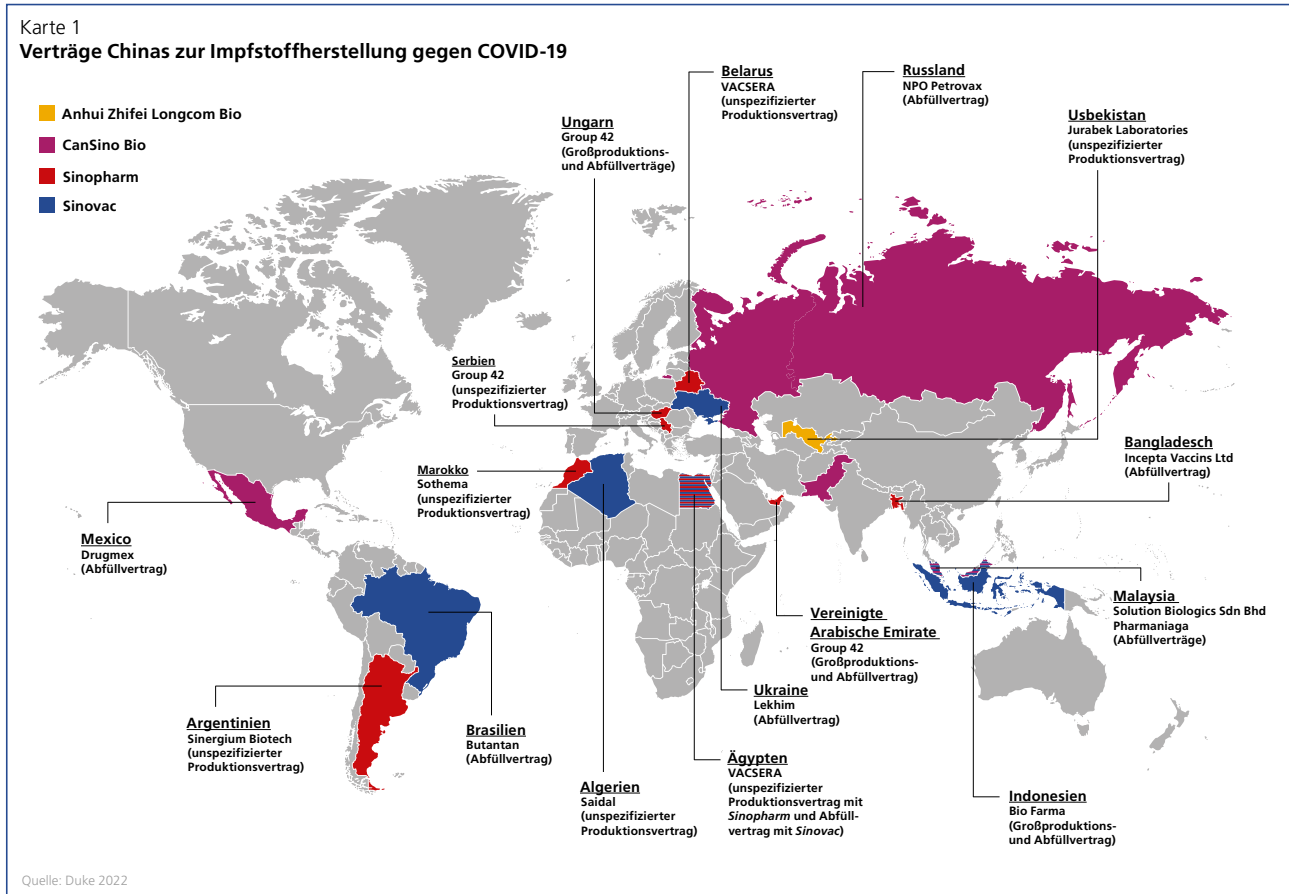 Karte 1
Verträge Chinas zur Impfstoffherstellung gegen COVID-19
Anhui Zhifei Longcom Bio
CanSino Bio
Sinopharm
Sinovac
Ungarn
Group 42
(Großproduktions-
und Abfüllverträge)
Belarus
VACSERA
(unspezifizierter
Produktionsvertrag)
Russland
NPO Petrovax
(Abfüllvertrag)
Usbekistan
Jurabek Laboratories
(unspezifizierter
Produktionsvertrag)
Serbien
Group 42
(unspezifizierter
Produktionsvertrag)
Marokko
Sothema
(unspezifizierter
Produktionsvertrag)
Bangladesch
Incepta Vaccins Ltd
(Abfüllvertrag)
Mexico
Drugmex
(Abfüllvertrag)
Malaysia
Solution Biologics Sdn Bhd
Pharmaniaga
(Abfüllverträge)
Vereinigte
Arabische Emirate
Group 42
(Großproduktions-
und Abfüllvertrag)
Ukraine
Lekhim
(Abfüllvertrag)
Argentinien
Sinergium Biotech
(unspezifizierter
Produktionsvertrag)
Brasilien
Butantan
(Abfüllvertrag)
Algerien
Saidal
(unspezifizierter
Produktionsvertrag)
Ägypten
VACSERA
(unspezifizierter
Produktionsvertrag mit
Sinopharm und Abfüll-
vertrag mit Sinovac)
Indonesien
Bio Farma
(Großproduktions-
und Abfüllvertrag)
Quelle: Duke 2022